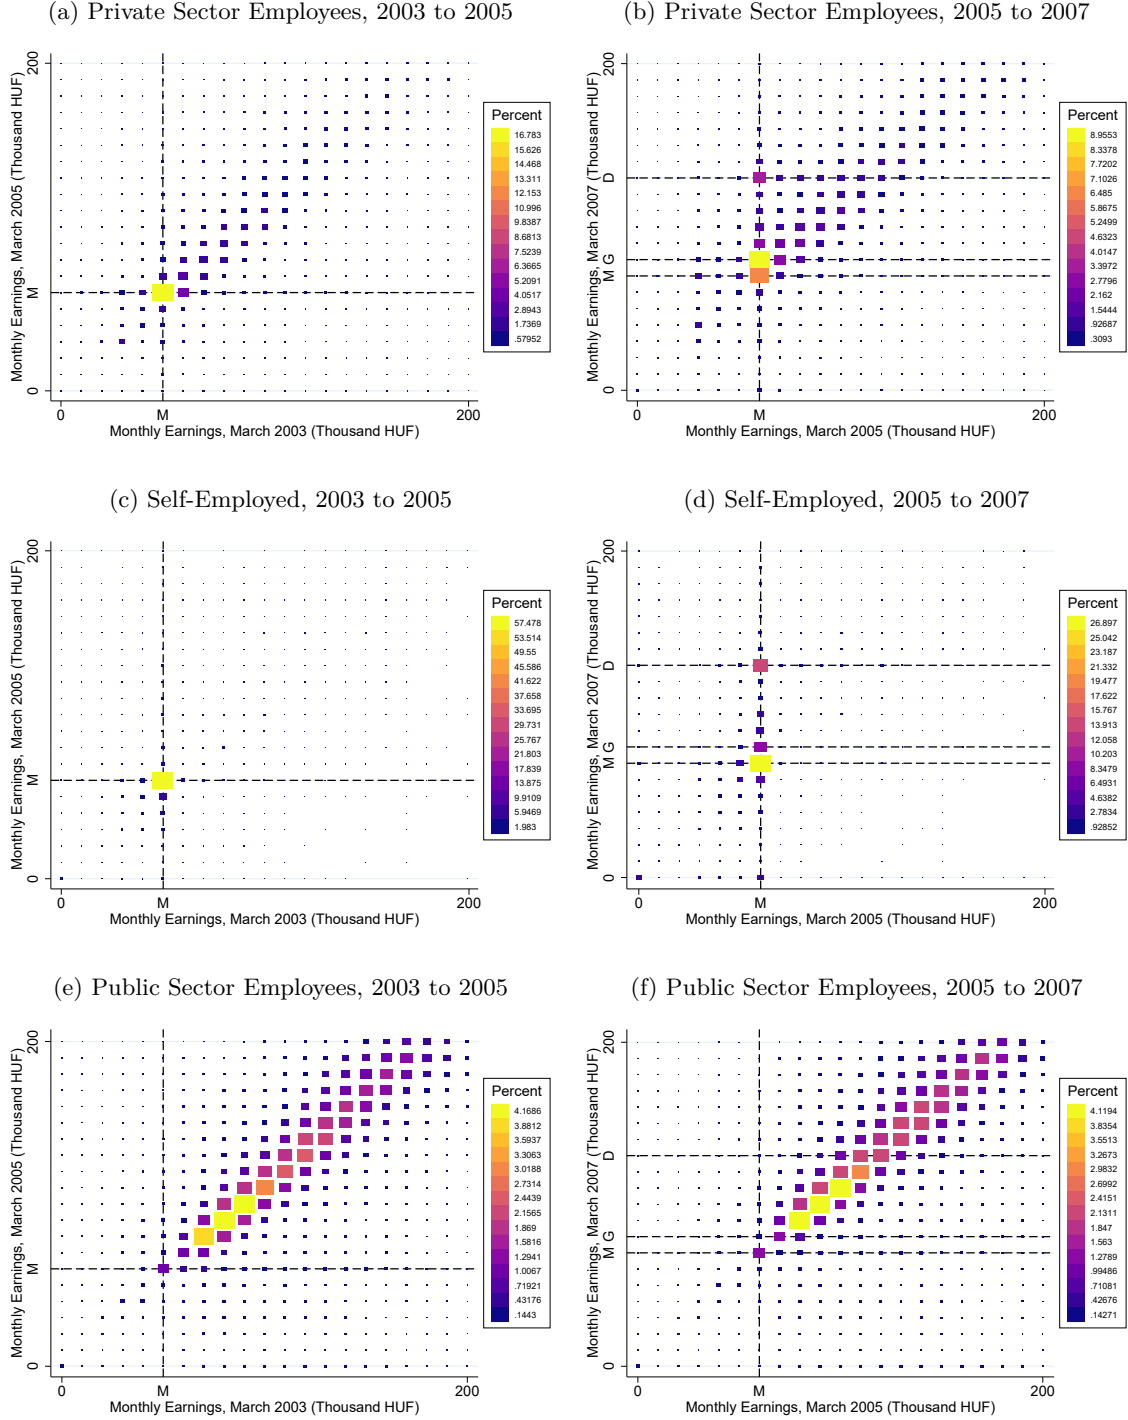 (a) Private Sector Employees, 2003 to 2005
Monthly Earnings, March 2005 (Thousand HUF)
200
M
0
0 M 200
Monthly Earnings, March 2003 (Thousand HUF)
Percent
16.783
15.626
14.468
13.311
12.153
10.996
9.8387
8.6813
7.5239
6.3665
5.2091
4.0517
2.8943
1.7369
.57952
(b) Private Sector Employees, 2005 to 2007
Monthly Earnings, March 2007 (Thousand HUF)
200
D
G
M
0
0 M 200
Monthly Earnings, March 2005 (Thousand HUF)
Percent
8.9553
8.3378
7.7202
7.1026
6.485
5.8675
5.2499
4.6323
4.0147
3.3972
2.7796
2.162
1.5444
.92687
.3093
(c) Self-Employed, 2003 to 2005
Monthly Earnings, March 2005 (Thousand HUF)
200
M
0
0 M 200
Monthly Earnings, March 2003 (Thousand HUF)
Percent
57.478
53.514
49.55
45.586
41.622
37.658
33.695
29.731
25.767
21.803
17.839
13.875
9.9109
5.9469
1.983
(d) Self-Employed, 2005 to 2007
Monthly Earnings, March 2007 (Thousand HUF)
200
D
G
M
0
0 M 200
Monthly Earnings, March 2005 (Thousand HUF)
Percent
26.897
25.042
23.187
21.332
19.477
17.622
15.767
13.913
12.058
10.203
8.3479
6.4931
4.6382
2.7834
.92852
(e) Public Sector Employees, 2003 to 2005
Monthly Earnings, March 2005 (Thousand HUF)
200
M
0
0 M 200
Monthly Earnings, March 2003 (Thousand HUF)
Percent
4.1686
3.8812
3.5937
3.3063
3.0188
2.7314
2.4439
2.1565
1.869
1.5816
1.2941
1.0067
.71921
.43176
.1443
(f) Public Sector Employees, 2005 to 2007
Monthly Earnings, March 2007 (Thousand HUF)
200
D
G
M
0
0 M 200
Monthly Earnings, March 2005 (Thousand HUF)
Percent
4.1194
3.8354
3.5513
3.2673
2.9832
2.6992
2.4151
2.1311
1.847
1.563
1.2789
.99486
.71081
.42676
.14271